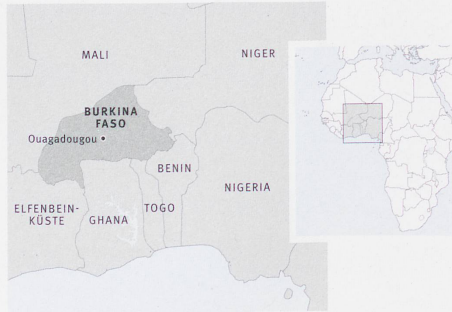 MALI
NIGER
BURKINA
FASO
Ouagadougou
BENIN
NIGERIA
ELFENBEIN-
KÜSTE
GHANA
TOGO